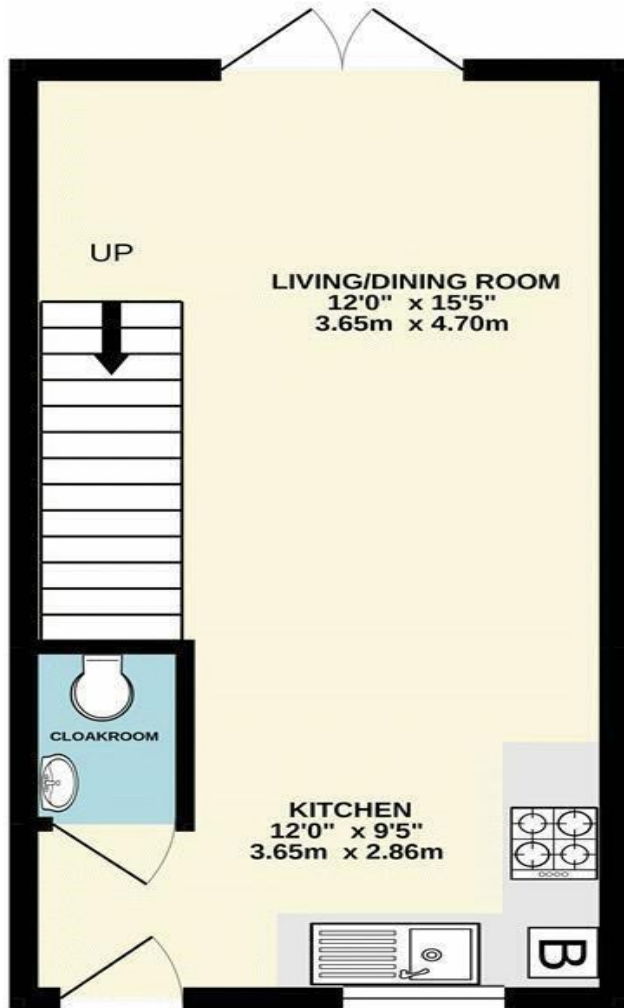 UP
LIVING/DINING ROOM
12'0" x 15'5"
3.65m x 4.70m
CLOAKROOM
KITCHEN
12'0" x 9'5"
3.65m x 2.86m
B